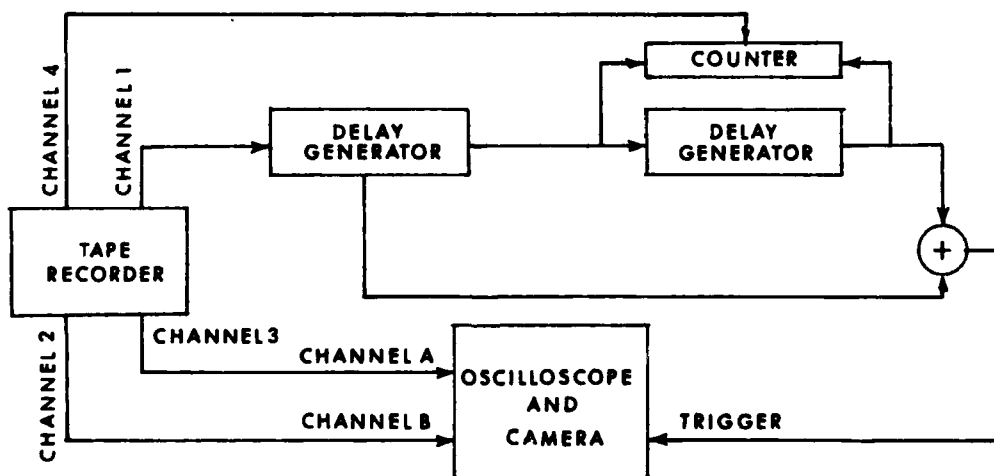 COUNTER
CHANNEL 4
CHANNEL 1
DELAY
GENERATOR
DELAY
GENERATOR
TAPE
RECORDER
+
CHANNEL 2
CHANNEL 3
CHANNEL A
OSCILLOSCOPE
AND
CAMERA
CHANNEL B
TRIGGER